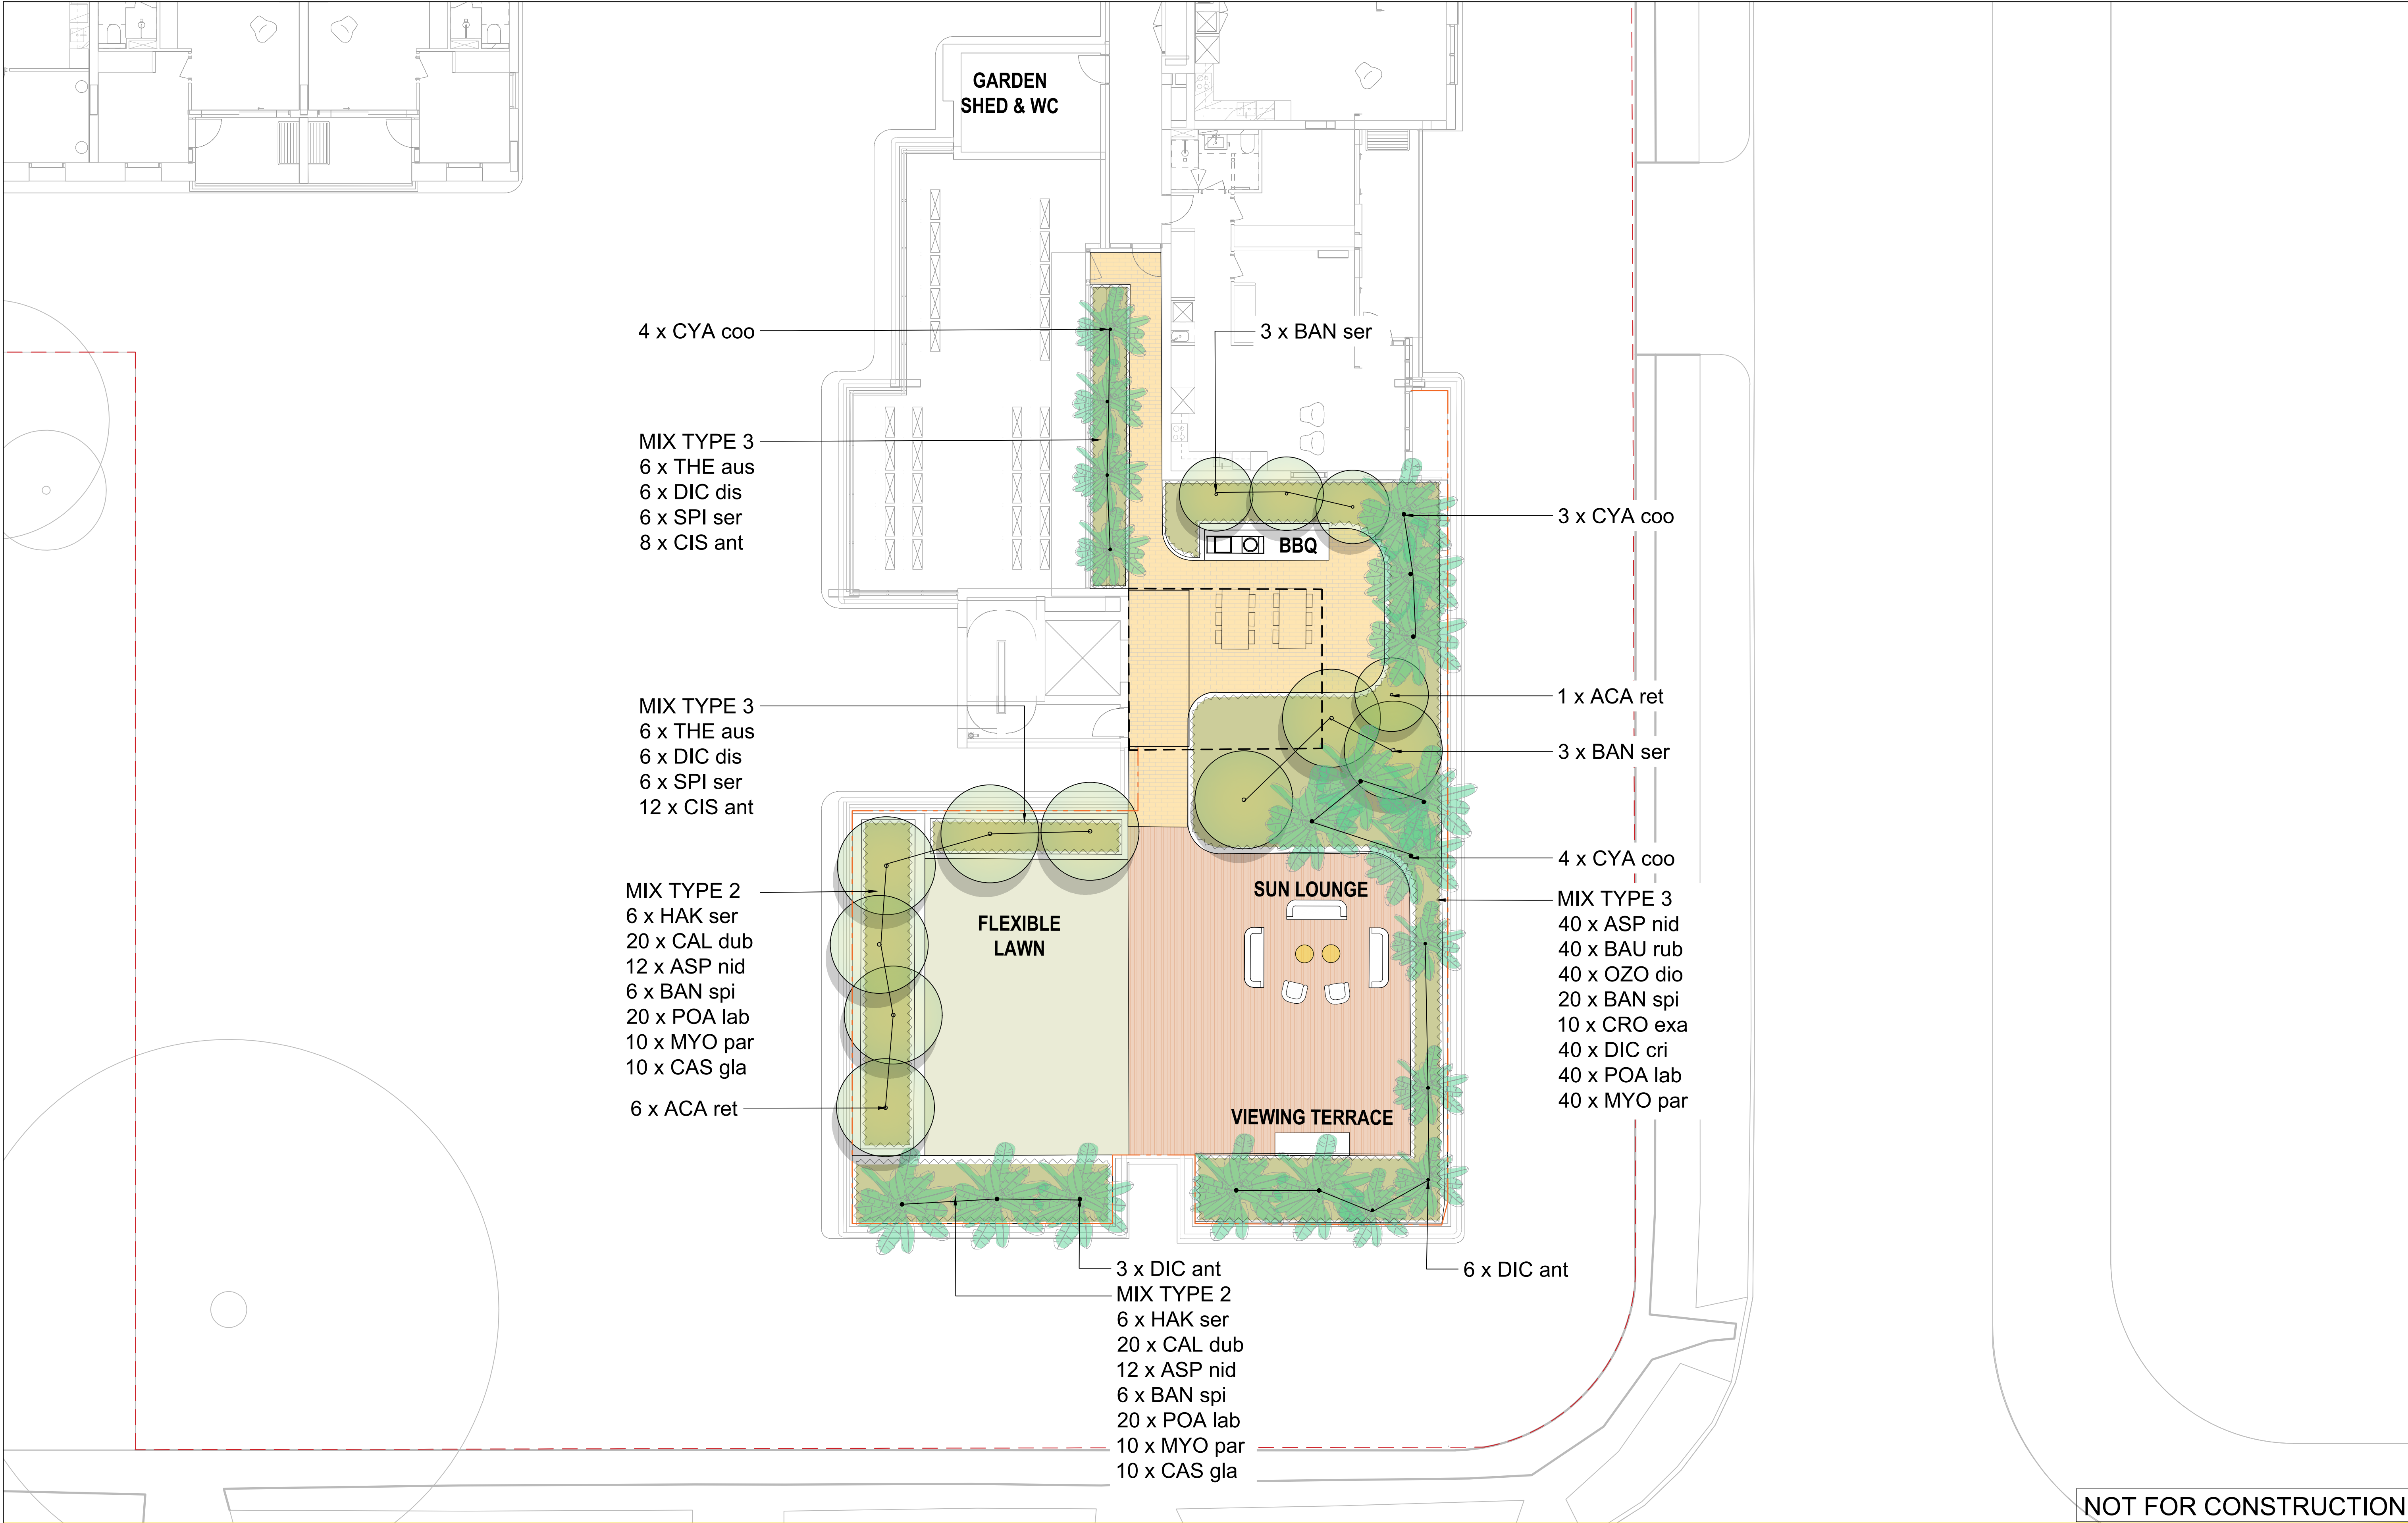 GARDEN
SHED & WC
4 x CYA coo
3 x BAN ser
MIX TYPE 3
6 x THE aus
6 x DIC dis
6 x SPI ser
8 x CIS ant
3 x CYA coo
BBQ
1 x ACA ret
MIX TYPE 3
6 x THE aus
6 x DIC dis
6 x SPI ser
12 x CIS ant
3 x BAN ser
4 x CYA coo
MIX TYPE 2
6 x HAK ser
20 x CAL dub
12 x ASP nid
6 x BAN spi
20 x POA lab
10 x MYO par
10 x CAS gla
6 x ACA ret
FLEXIBLE
LAWN
SUN LOUNGE
VIEWING TERRACE
MIX TYPE 3
40 x ASP nid
40 x BAU rub
40 x OZO dio
20 x BAN spi
10 x CRO exa
40 x DIC cri
40 x POA lab
40 x MYO par
3 x DIC ant
MIX TYPE 2
6 x HAK ser
20 x CAL dub
12 x ASP nid
6 x BAN spi
20 x POA lab
10 x MYO par
10 x CAS gla
6 x DIC ant
NOT FOR CONSTRUCTION